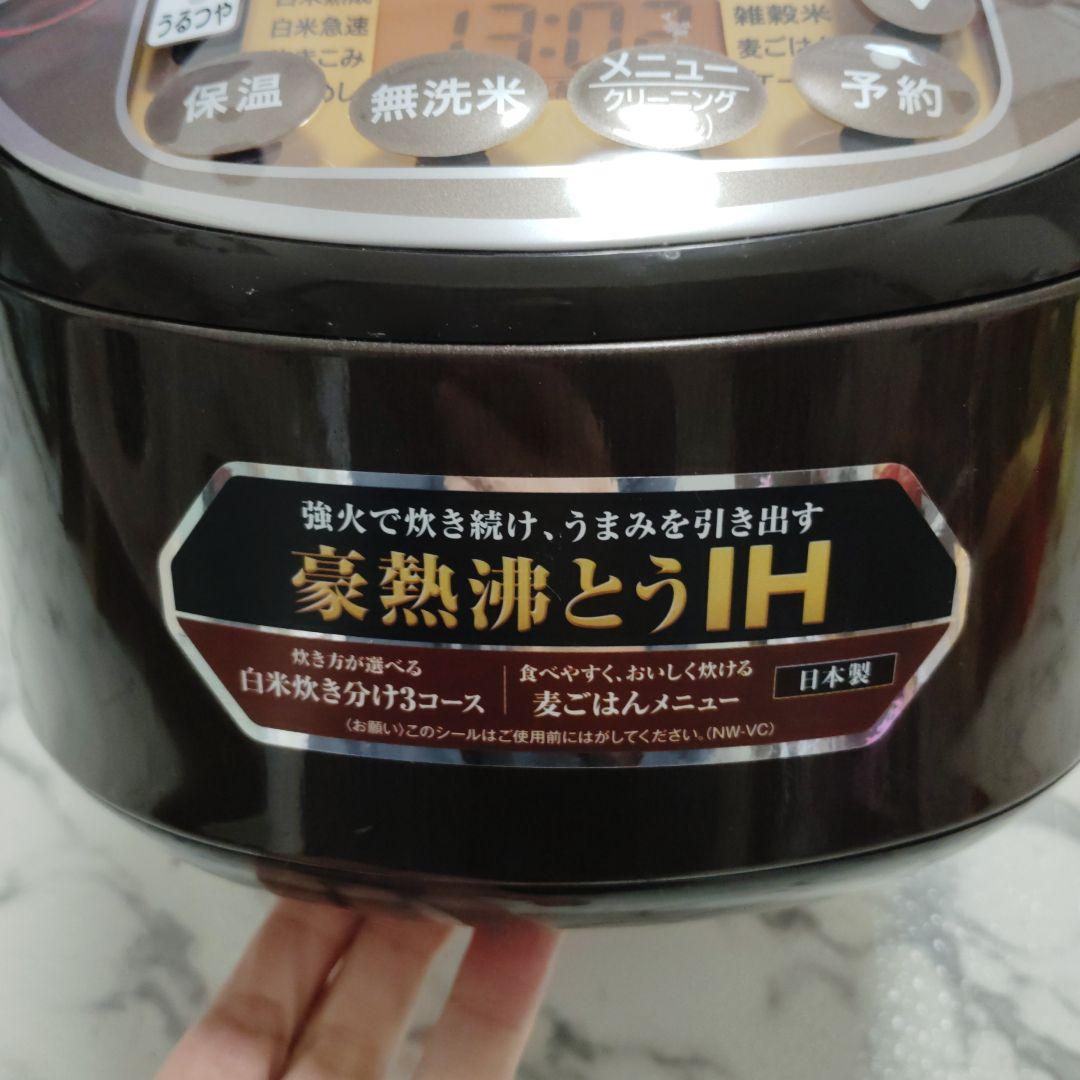 うるつや
白米急速
13:02
雑穀米
麦ごはん
保温
無洗米
メニュー
クリーニング
予約
強火で炊き続け、うまみを引き出す
豪熱沸とうIH
炊き方が選べる
白米炊き分け3コース
食べやすく、おいしく炊ける
麦ごはんメニュー
日本製
〈お願い〉このシールはご使用前にはがしてください。(NW-VC)